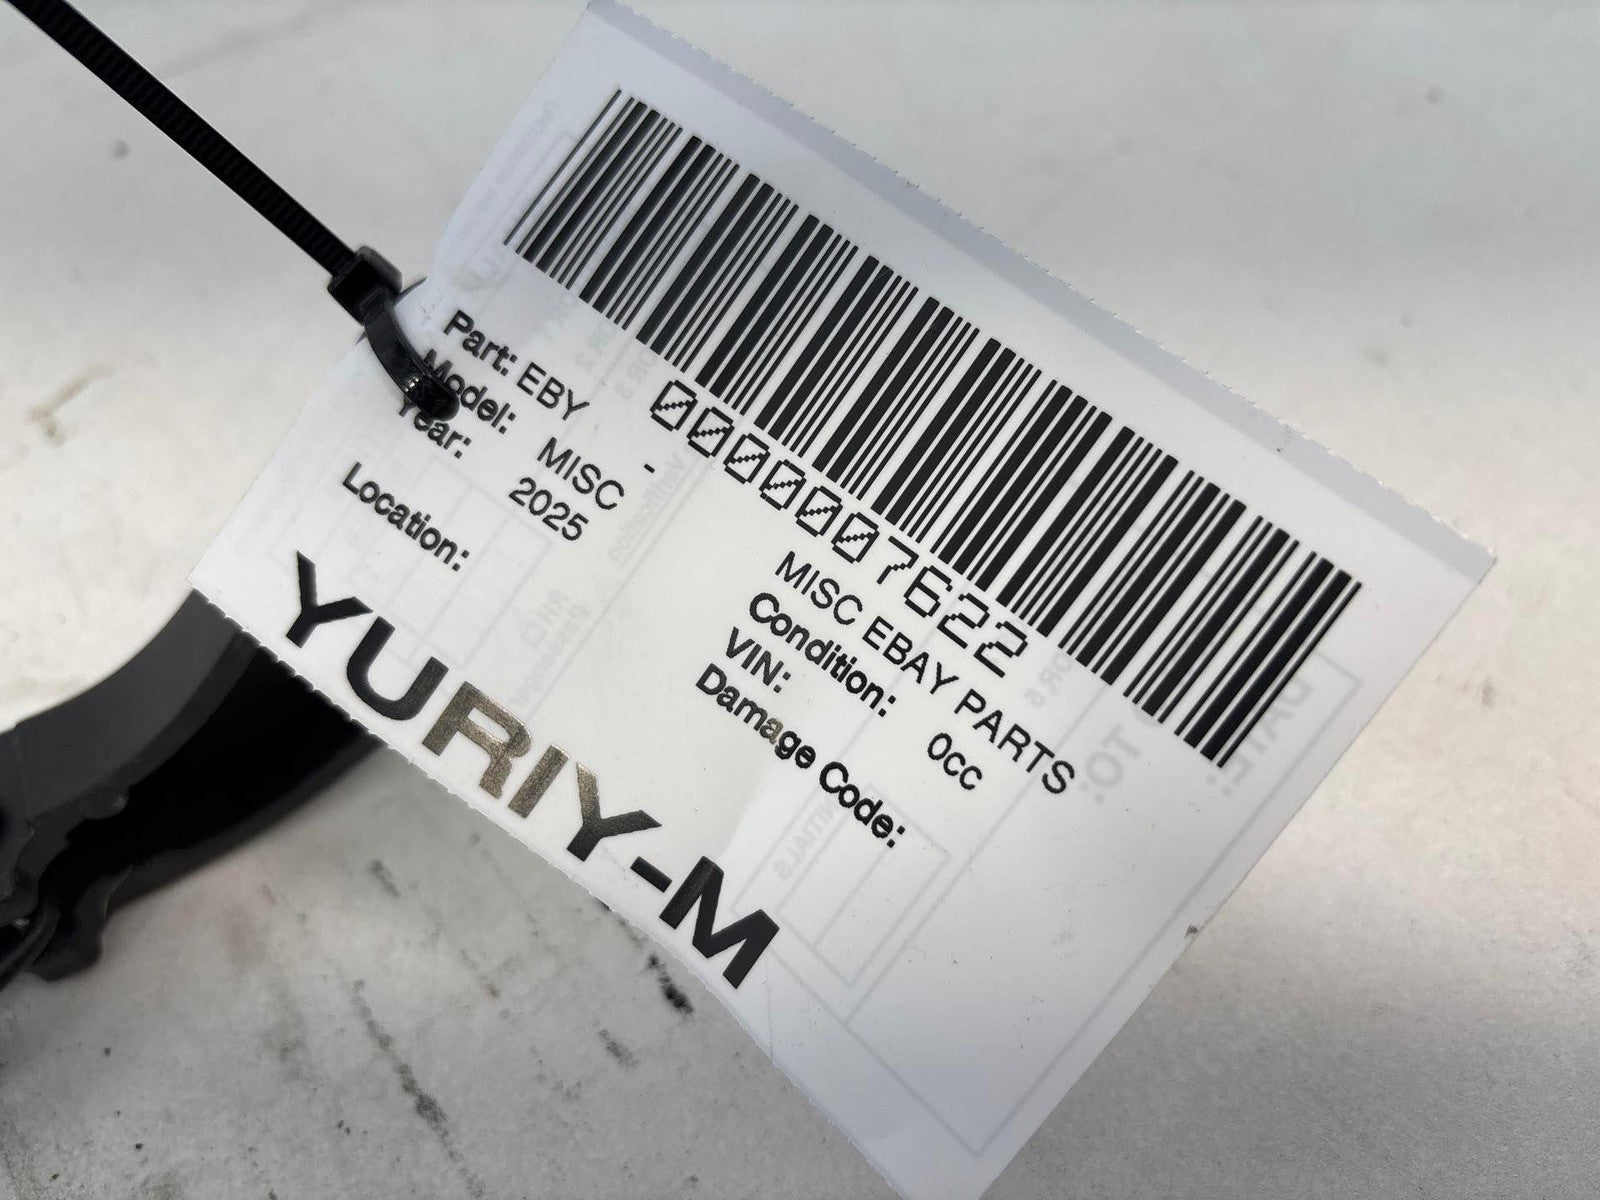 0000007622
Part: EBY - MISC EBAY PARTS
Model: MISC Condition: 0cc
Year: 2025 VIN:
Location: Damage Code:
YURIY-M